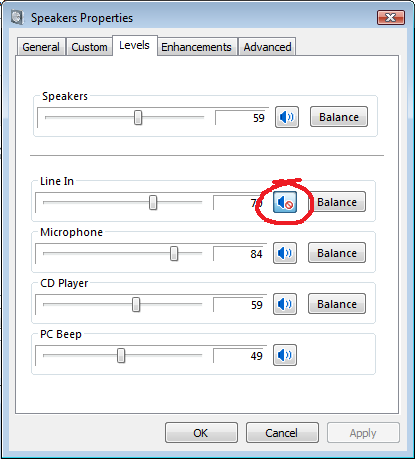 Speakers Properties
General Custom Levels Enhancements Advanced
Speakers
59 Balance
Line In
Balance
Microphone
84 Balance
CD Player
59 Balance
PC Beep
49
OK Cancel Apply